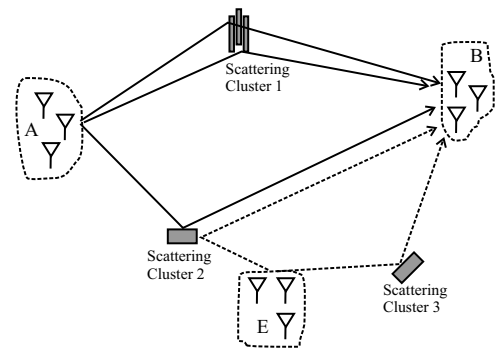 B
Scattering
Cluster 1
A
Scattering
Cluster 2
Scattering
Cluster 3
E